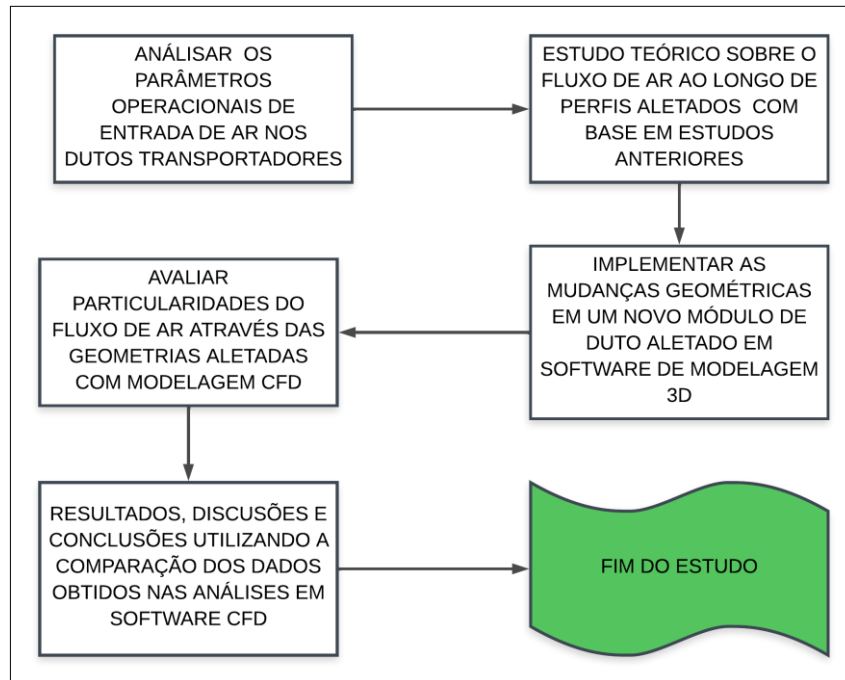 ANÁLISAR OS
PARÂMETROS
OPERACIONAIS DE
ENTRADA DE AR NOS
DUTOS TRANSPORTADORES
ESTUDO TEÓRICO SOBRE O
FLUXO DE AR AO LONGO DE
PERFIS ALETADOS COM
BASE EM ESTUDOS
ANTERIORES
IMPLEMENTAR AS
MUDANÇAS GEOMÉTRICAS
EM UM NOVO MÓDULO DE
DUTO ALETADO EM
SOFTWARE DE MODELAGEM
3D
AVALIAR
PARTICULARIDADES DO
FLUXO DE AR ATRAVÉS DAS
GEOMETRIAS ALETADAS
COM MODELAGEM CFD
RESULTADOS, DISCUSÕES E
CONCLUSÕES UTILIZANDO A
COMPARAÇÃO DOS DADOS
OBTIDOS NAS ANÁLISES EM
SOFTWARE CFD
FIM DO ESTUDO